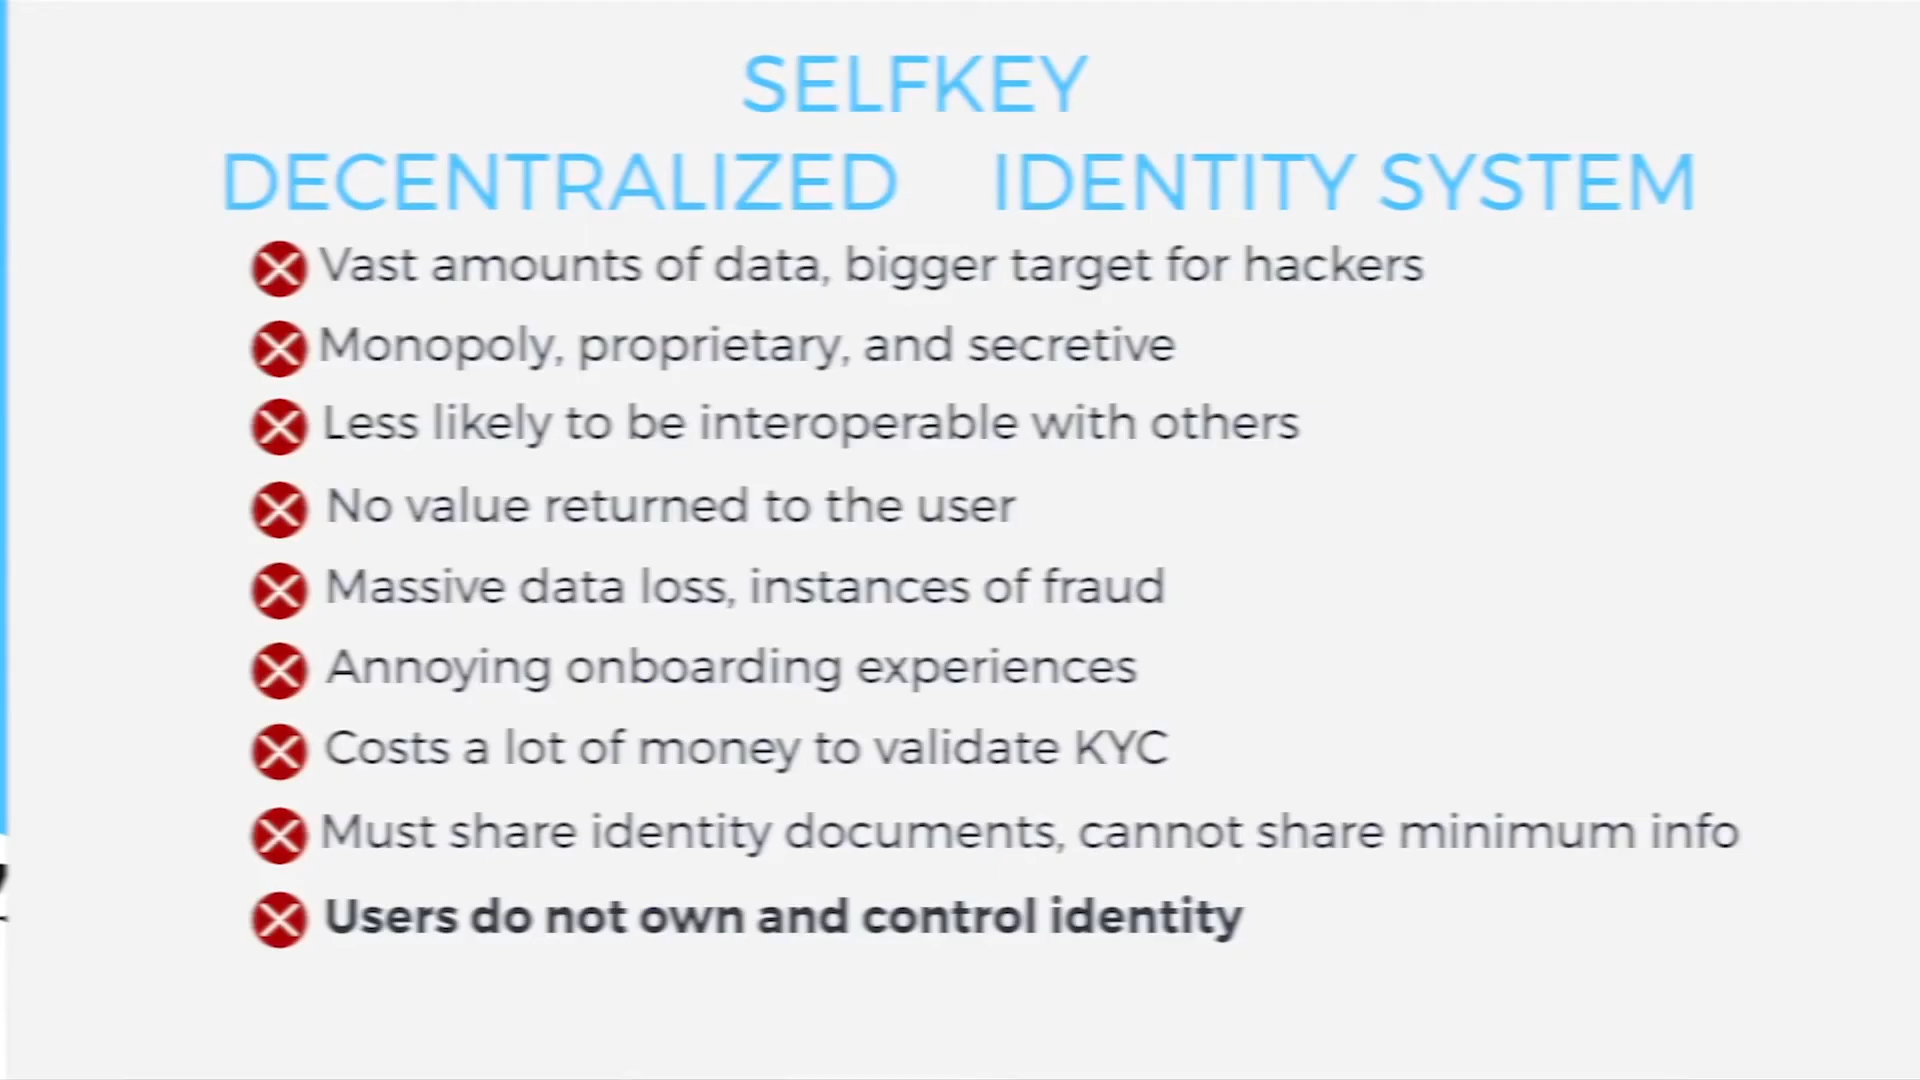 SELFKEY
DECENTRALIZED IDENTITY SYSTEM
Vast amounts of data, bigger target for hackers
Monopoly, proprietary, and secretive
Less likely to be interoperable with others
No value returned to the user
Massive data loss, instances of fraud
Annoying onboarding experiences
Costs a lot of money to validate KYC
Must share identity documents, cannot share minimum info
Users do not own and control identity